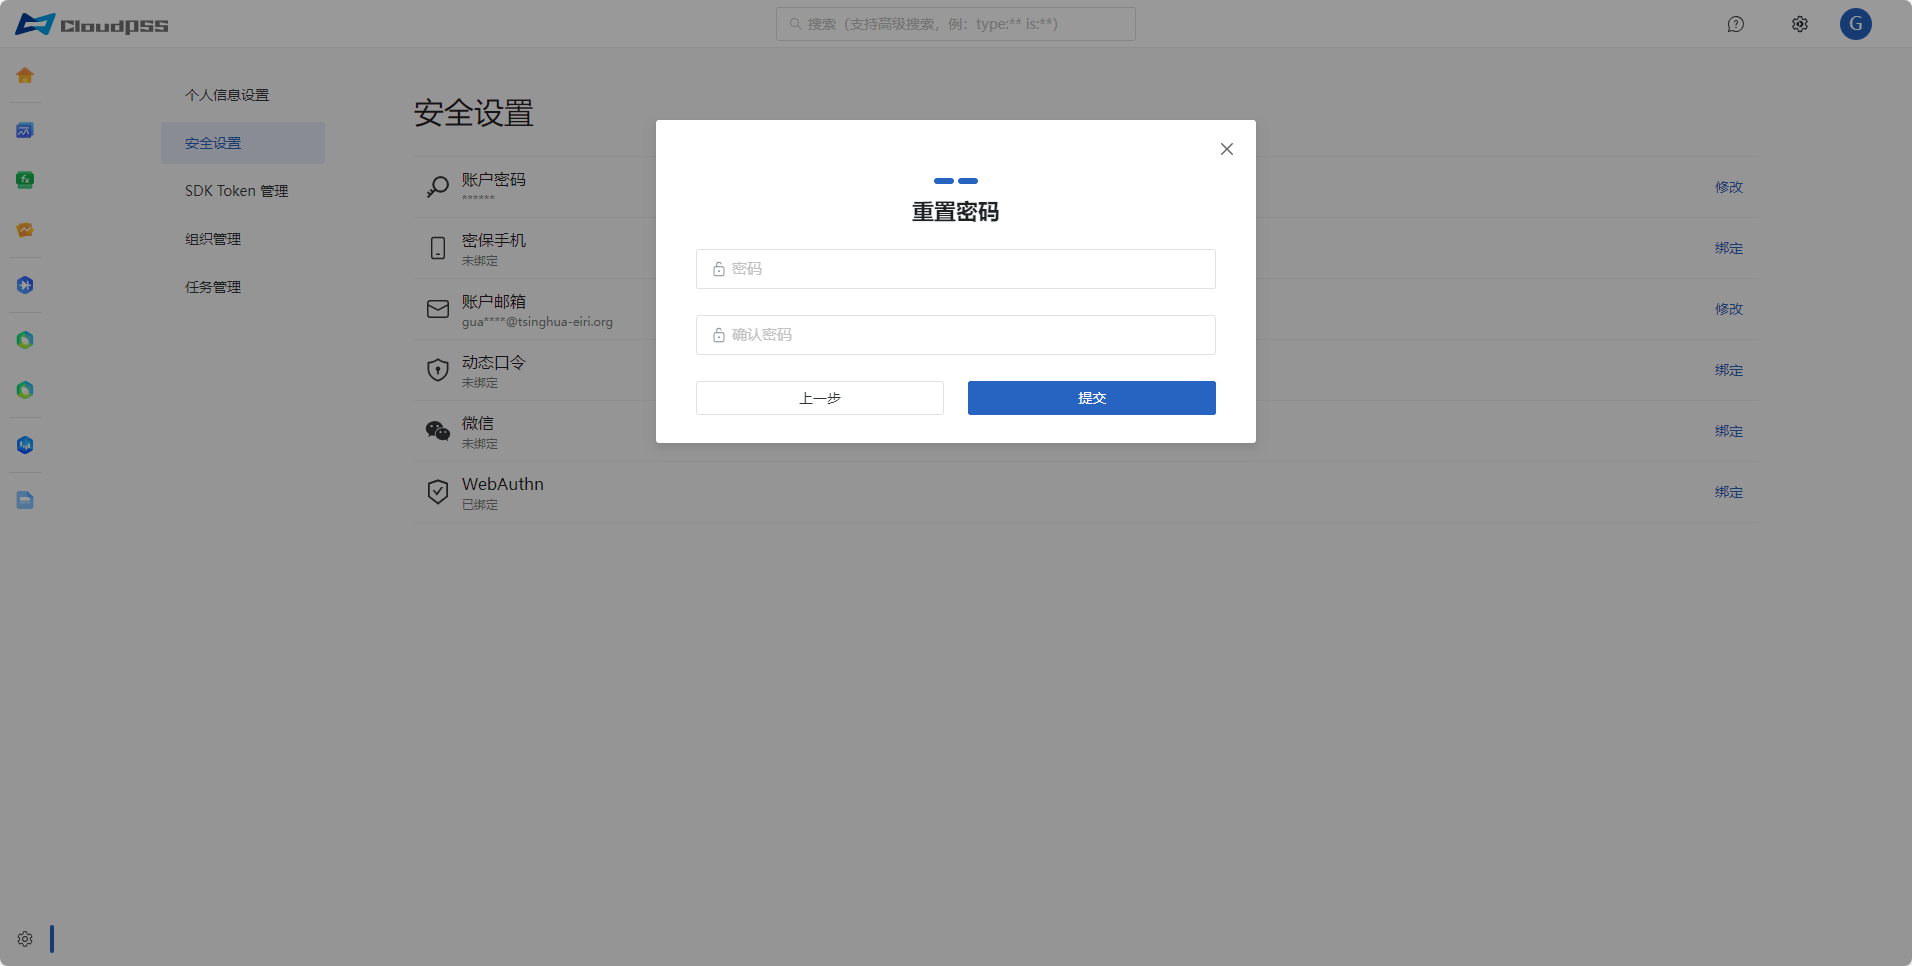 CloudPSS
搜索（支持高级搜索，例：type:** is:**）
G
个人信息设置
安全设置
SDK Token 管理
组织管理
任务管理
安全设置
账户密码
******
修改
密保手机
未绑定
绑定
账户邮箱
gua****@tsinghua-eiri.org
修改
动态口令
未绑定
绑定
微信
未绑定
绑定
WebAuthn
已绑定
绑定
重置密码
密码
确认密码
上一步
提交